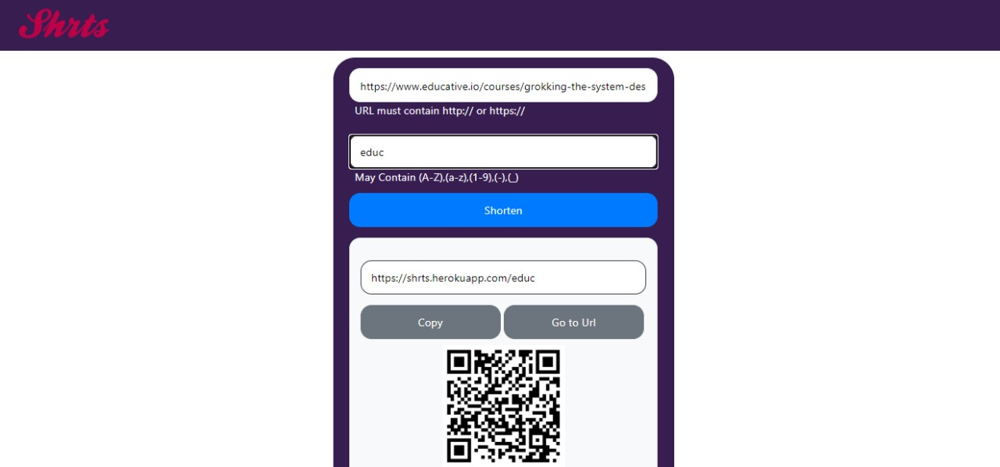 Shrts
https://www.educative.io/courses/grokking-the-system-des
URL must contain http:// or https://
educ
May Contain (A-Z),(a-z),(1-9),(-),(_)
Shorten
https://shrts.herokuapp.com/educ
Copy Go to Url